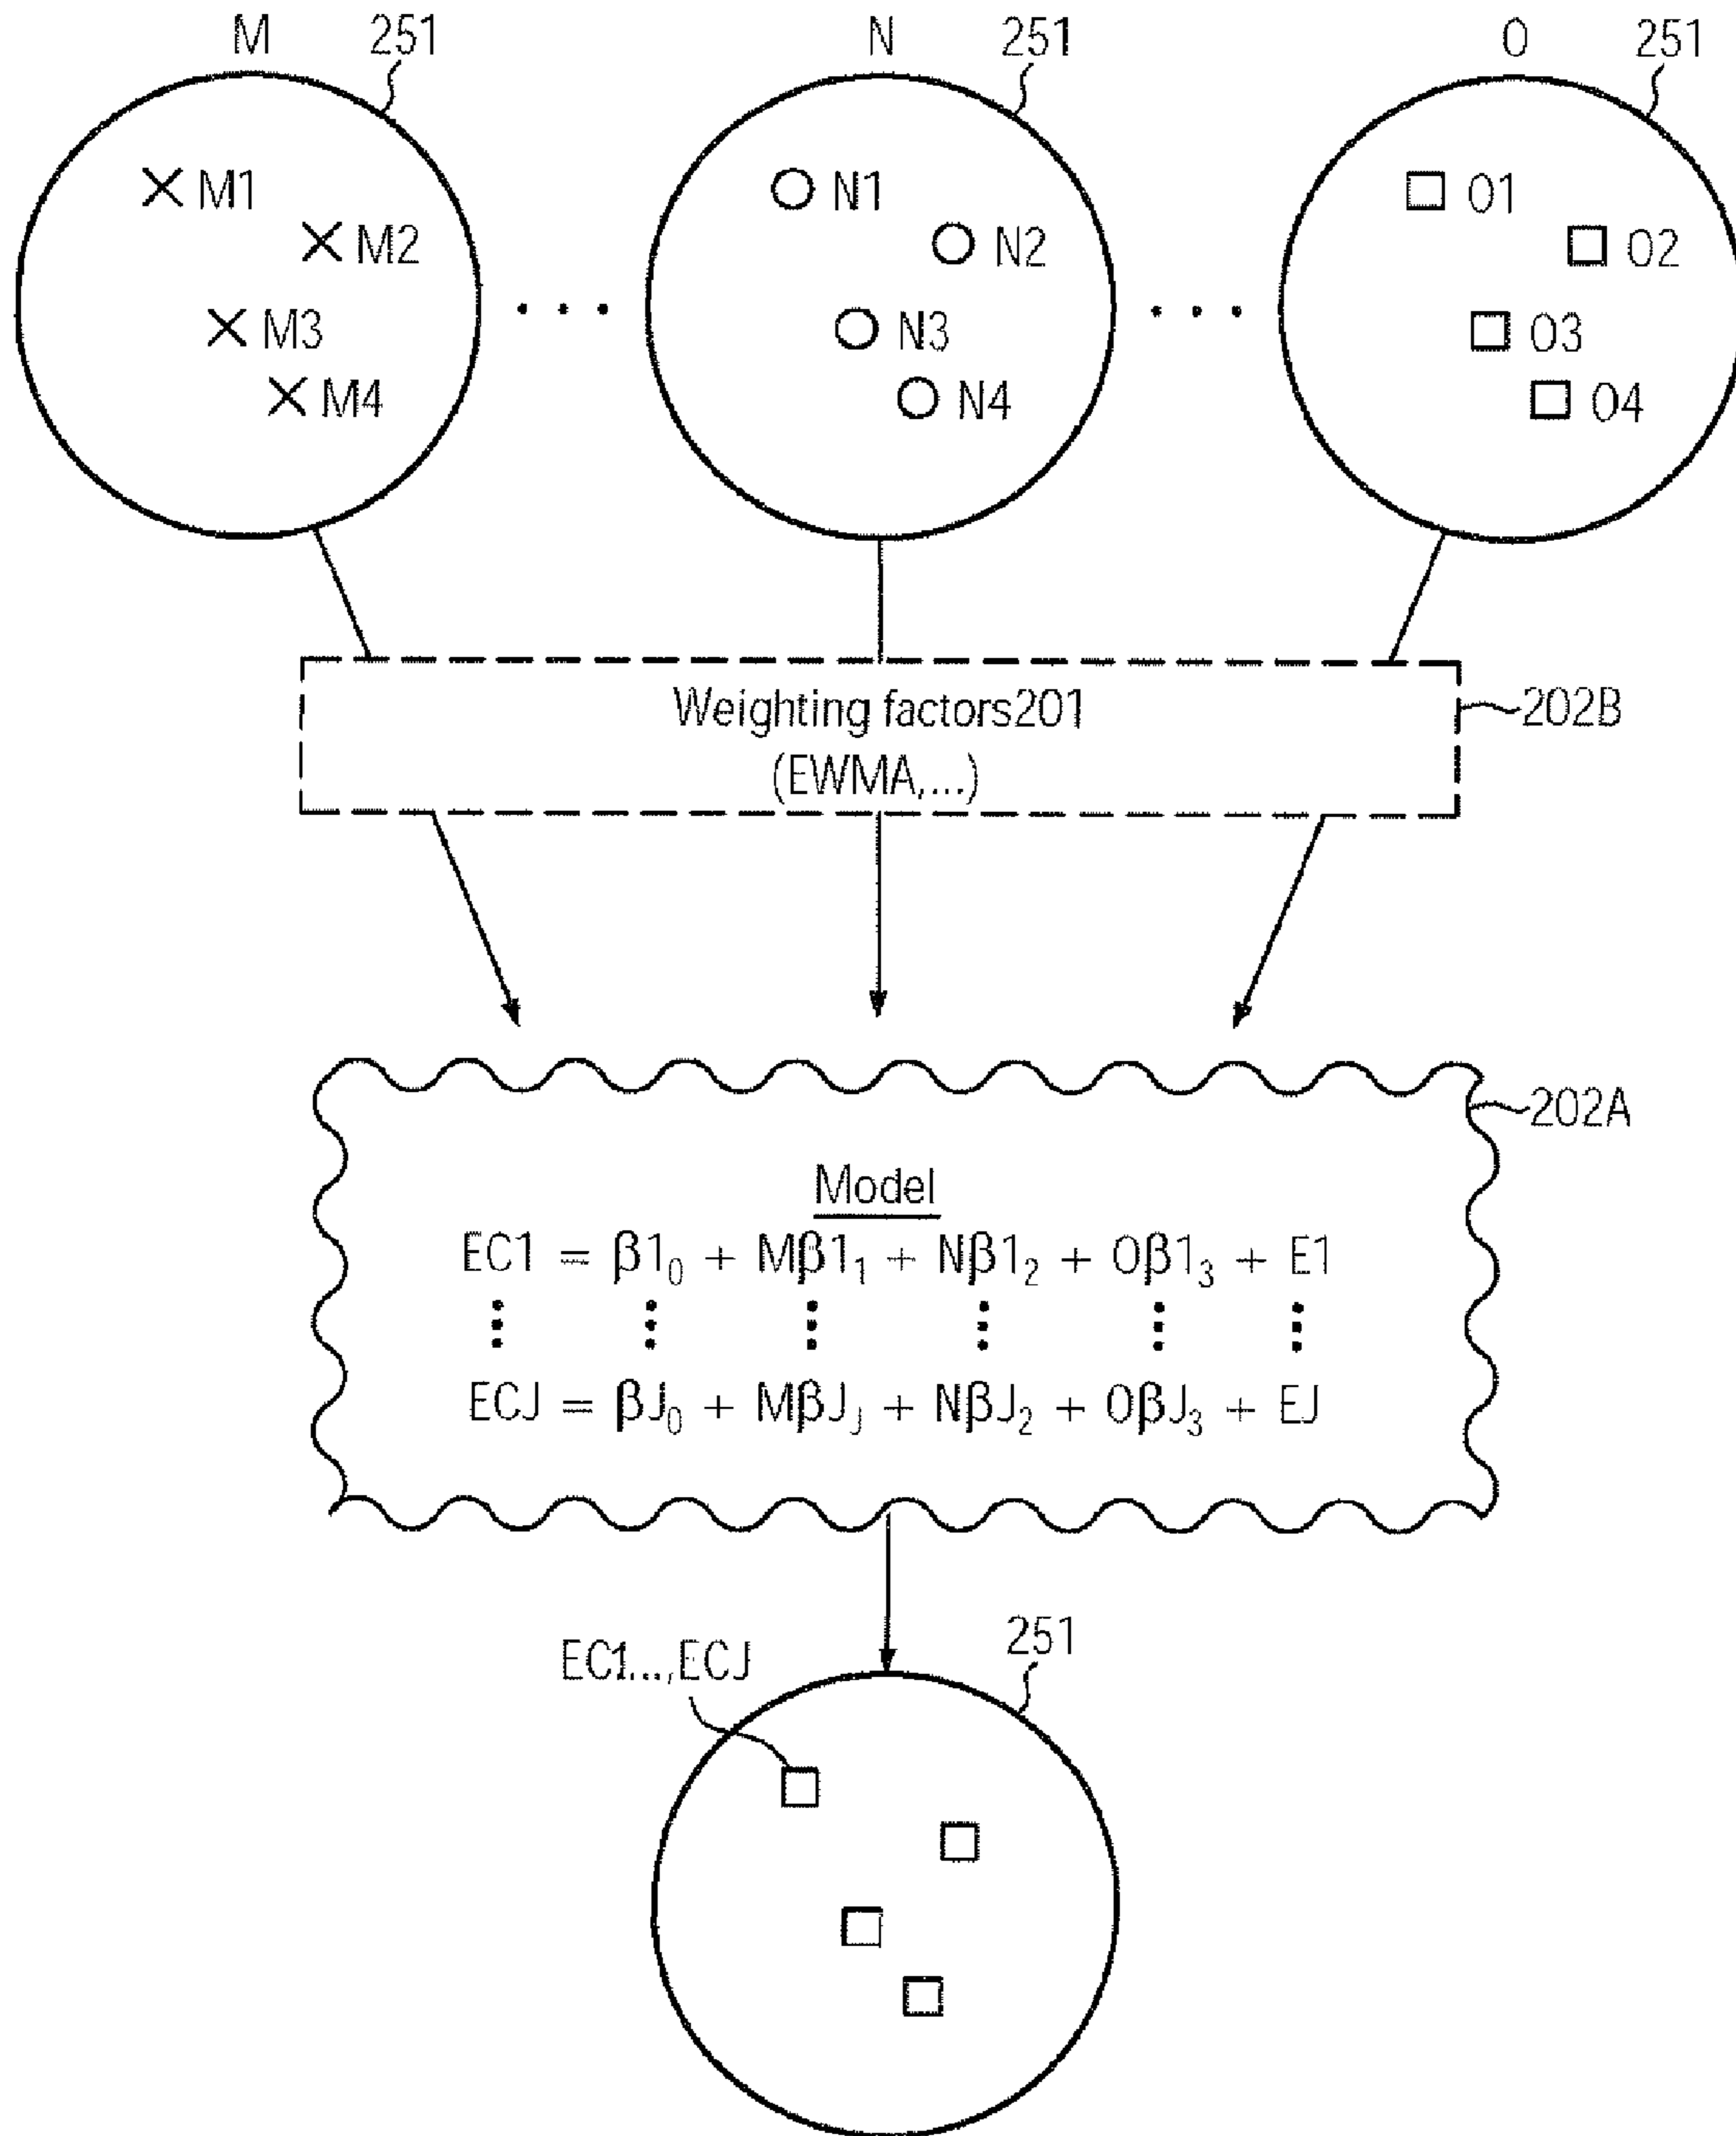 M 251 N 251 O 251
M1 N1 O1
M2 N2 O2
M3 N3 O3
M4 N4 O4
Weighting factors201
(EWMA,...)
202B
202A
Model
EC1 = β1₀ + Mβ1₁ + Nβ1₂ + Oβ1₃ + E1
ECJ = βJ₀ + MβJⱼ + NβJ₂ + OβJ₃ + EJ
EC1...,ECJ
251